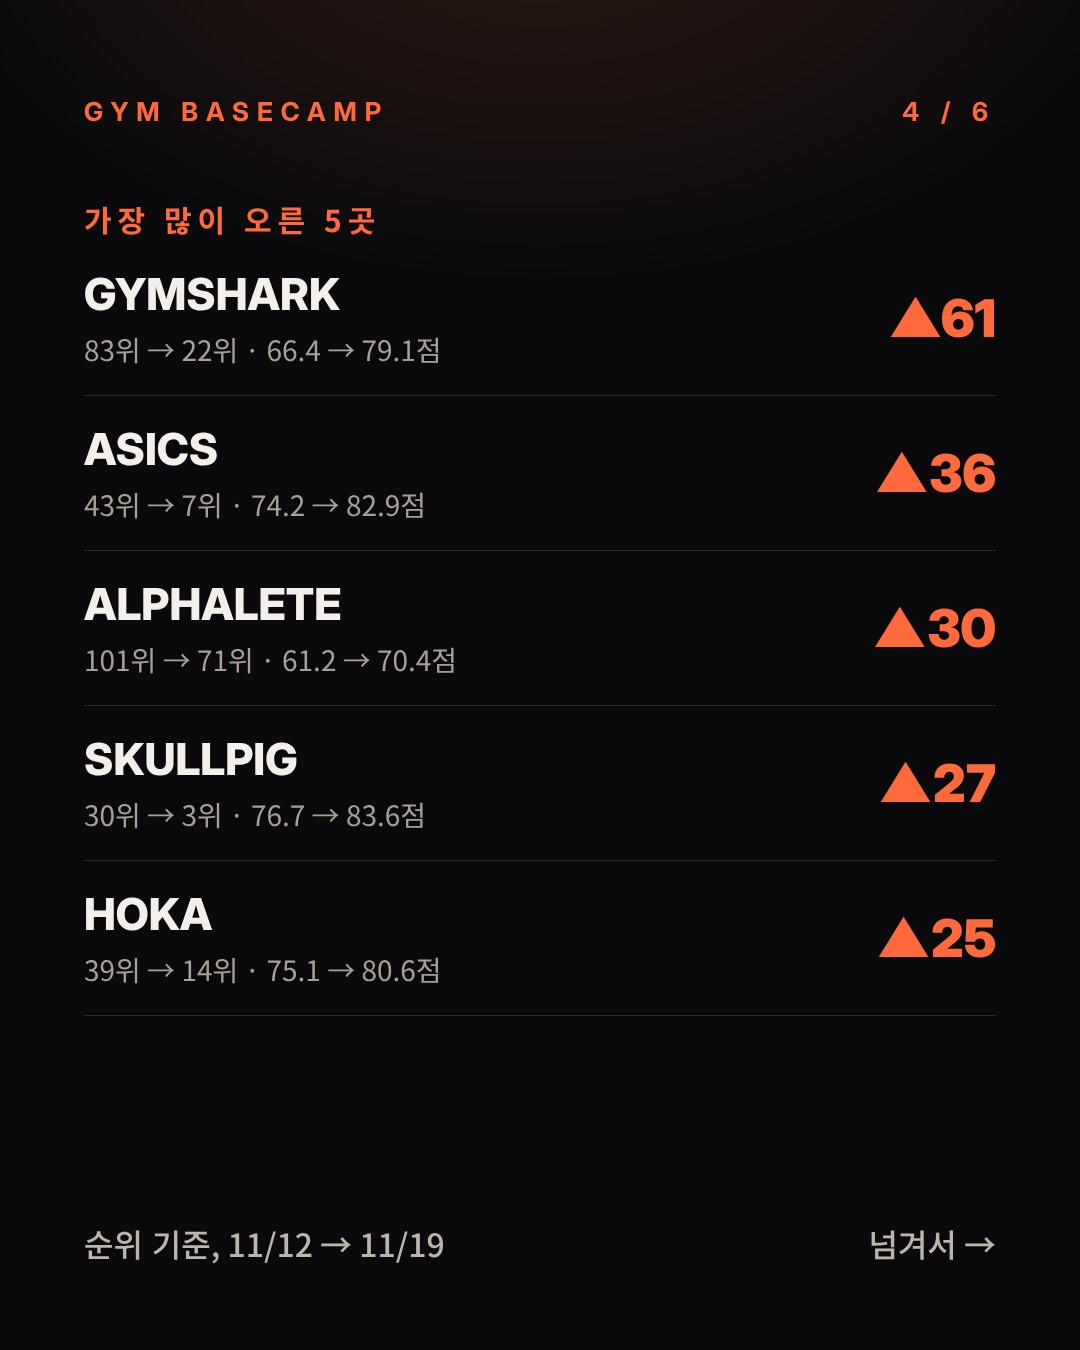 GYM BASECAMP
4 / 6
가장 많이 오른 5곳
GYMSHARK
83위 → 22위 · 66.4 → 79.1점
▲61
ASICS
43위 → 7위 · 74.2 → 82.9점
▲36
ALPHALETE
101위 → 71위 · 61.2 → 70.4점
▲30
SKULLPIG
30위 → 3위 · 76.7 → 83.6점
▲27
HOKA
39위 → 14위 · 75.1 → 80.6점
▲25
순위 기준, 11/12 → 11/19
넘겨서 →